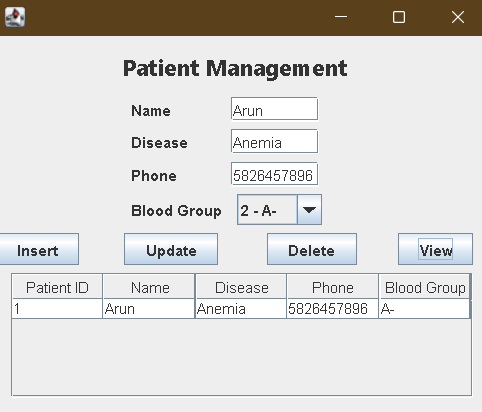 Patient Management
Name Arun
Disease Anemia
Phone 5826457896
Blood Group 2 - A-
Insert Update Delete View
Patient ID Name Disease Phone Blood Group
1 Arun Anemia 5826457896 A-